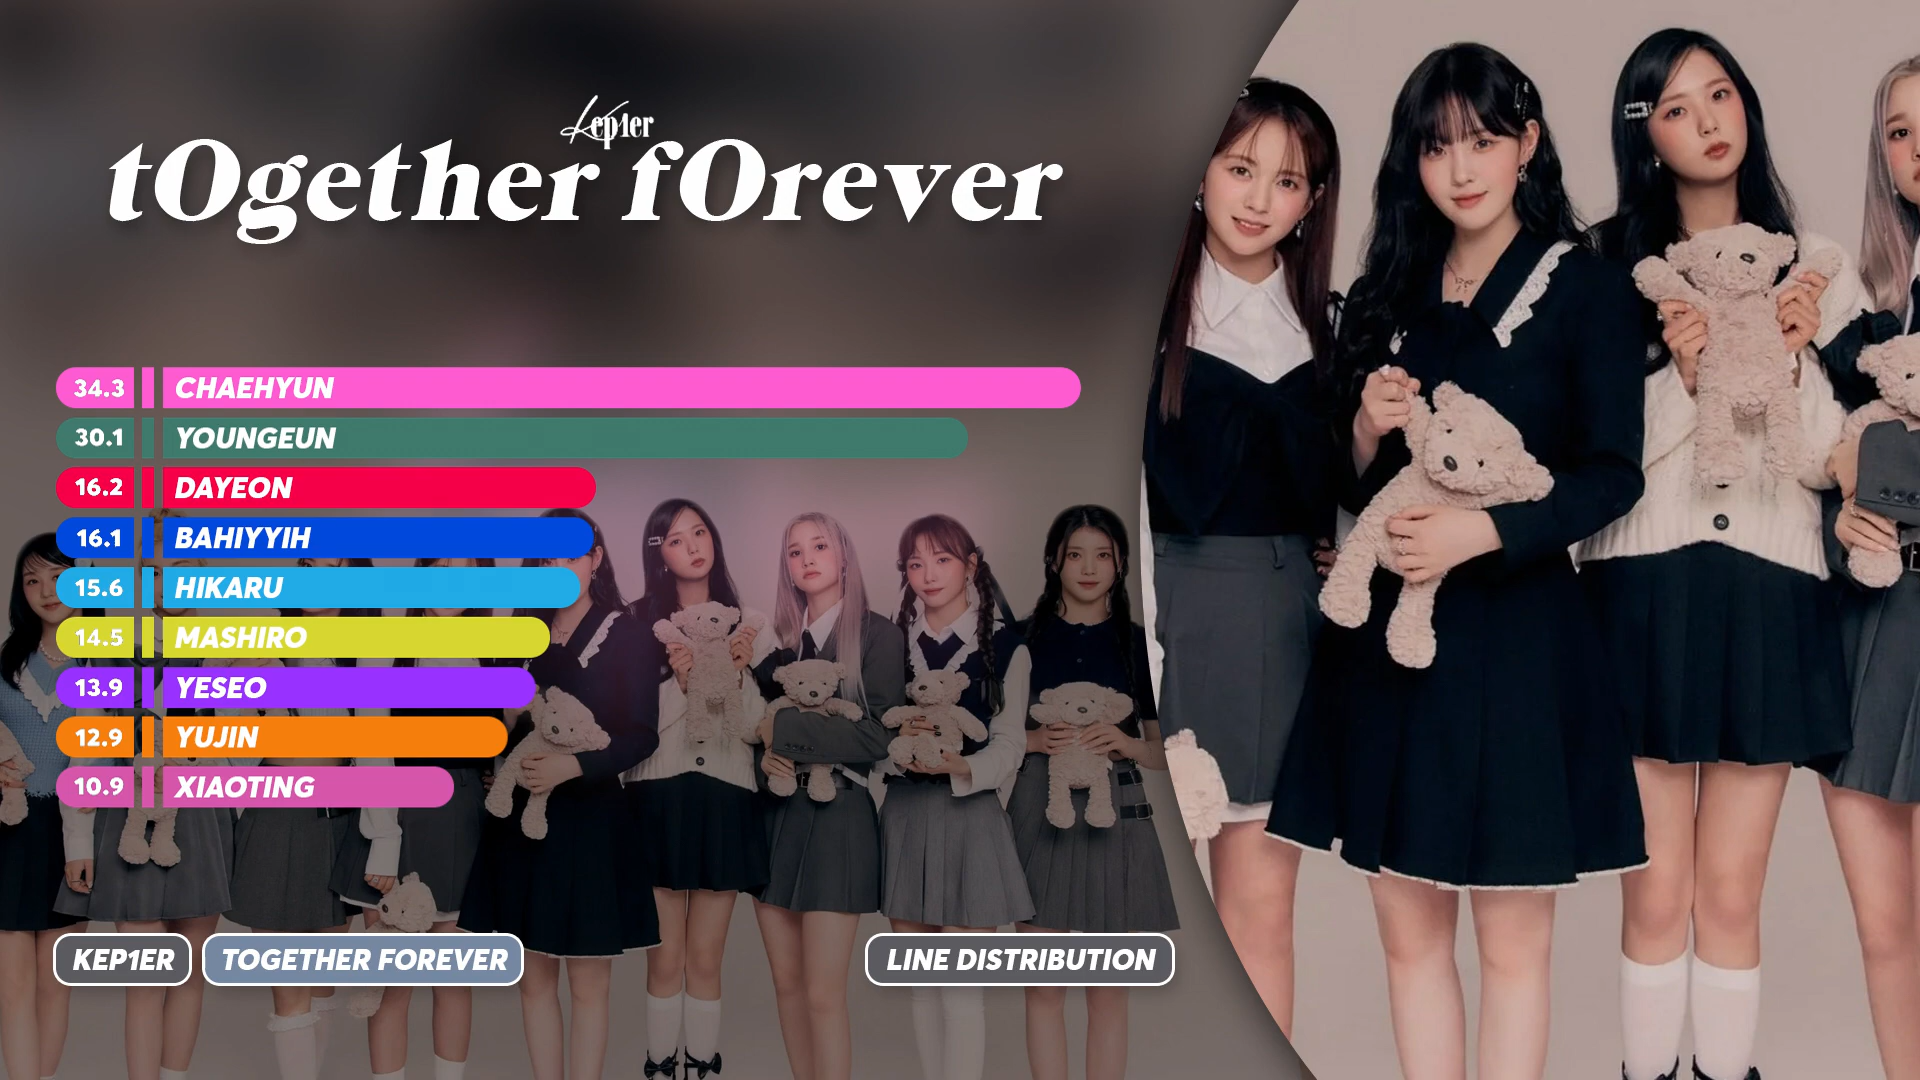 Kep1er
tOgether fOrever
34.3 CHAEHYUN
30.1 YOUNGEUN
16.2 DAYEON
16.1 BAHIYYIH
15.6 HIKARU
14.5 MASHIRO
13.9 YESEO
12.9 YUJIN
10.9 XIAOTING
KEP1ER TOGETHER FOREVER LINE DISTRIBUTION